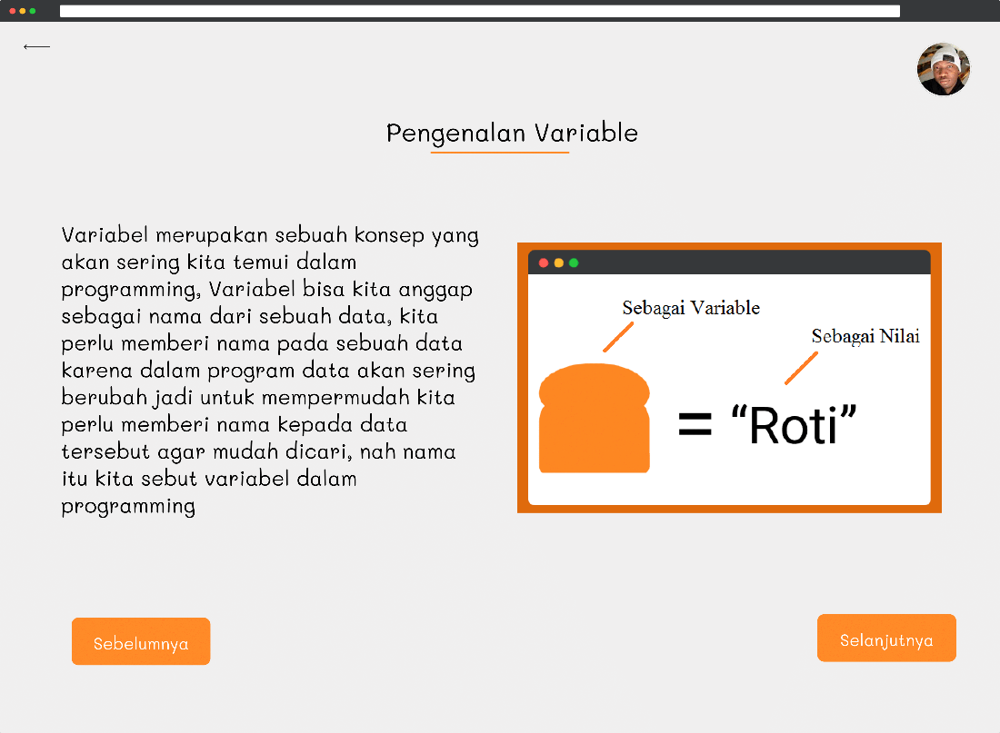 Pengenalan Variable
Variabel merupakan sebuah konsep yang
akan sering kita temui dalam
programming, Variabel bisa kita anggap
sebagai nama dari sebuah data, kita
perlu memberi nama pada sebuah data
karena dalam program data akan sering
berubah jadi untuk mempermudah kita
perlu memberi nama kepada data
tersebut agar mudah dicari, nah nama
itu kita sebut variabel dalam
programming
Sebagai Variable
Sebagai Nilai
= “Roti”
Sebelumnya
Selanjutnya